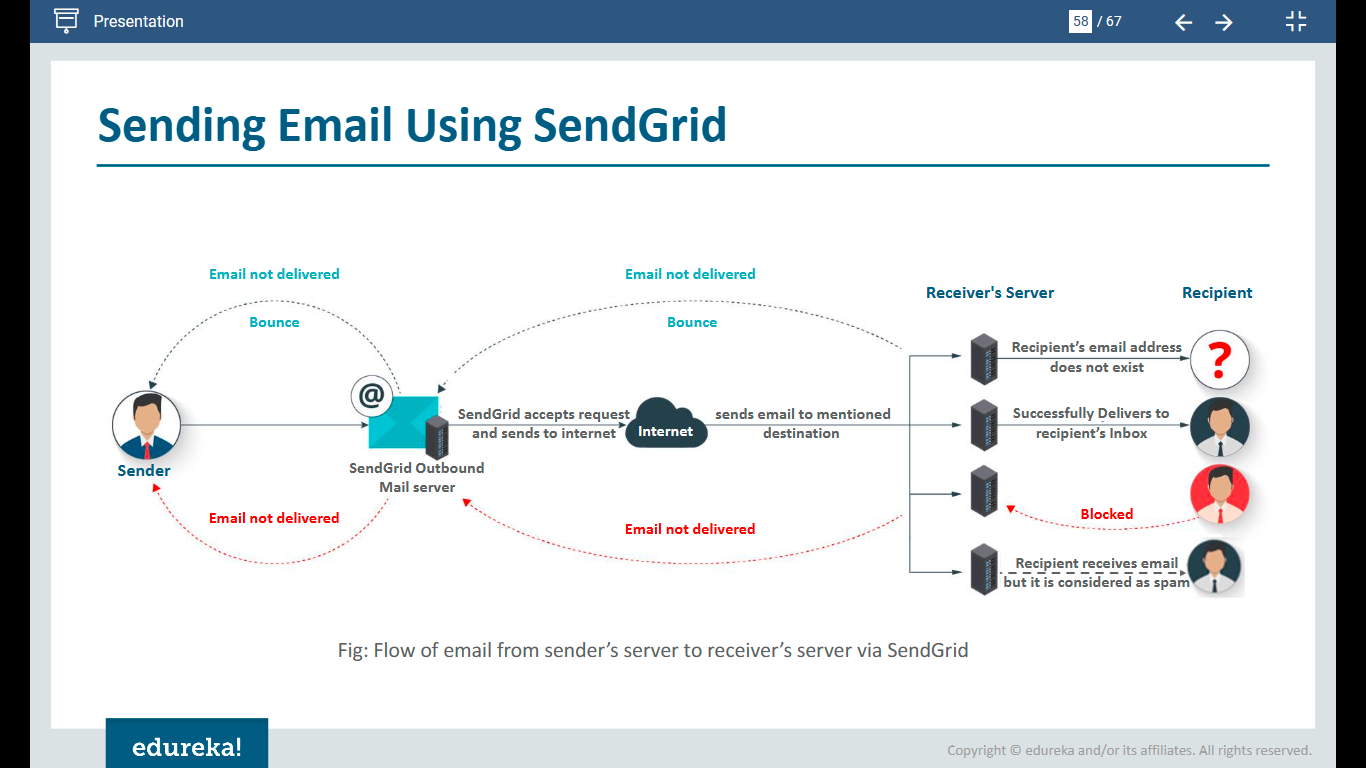 Presentation
58 / 67
Sending Email Using SendGrid
Email not delivered
Bounce
Email not delivered
Bounce
Receiver's Server
Recipient
Recipient’s email address
does not exist
?
@
Sender
SendGrid Outbound
Mail server
SendGrid accepts request
and sends to internet
Internet
sends email to mentioned
destination
Successfully Delivers to
recipient’s Inbox
Email not delivered
Email not delivered
Blocked
Recipient receives email
but it is considered as spam
Fig: Flow of email from sender’s server to receiver’s server via SendGrid
edureka!
Copyright © edureka and/or its affiliates. All rights reserved.